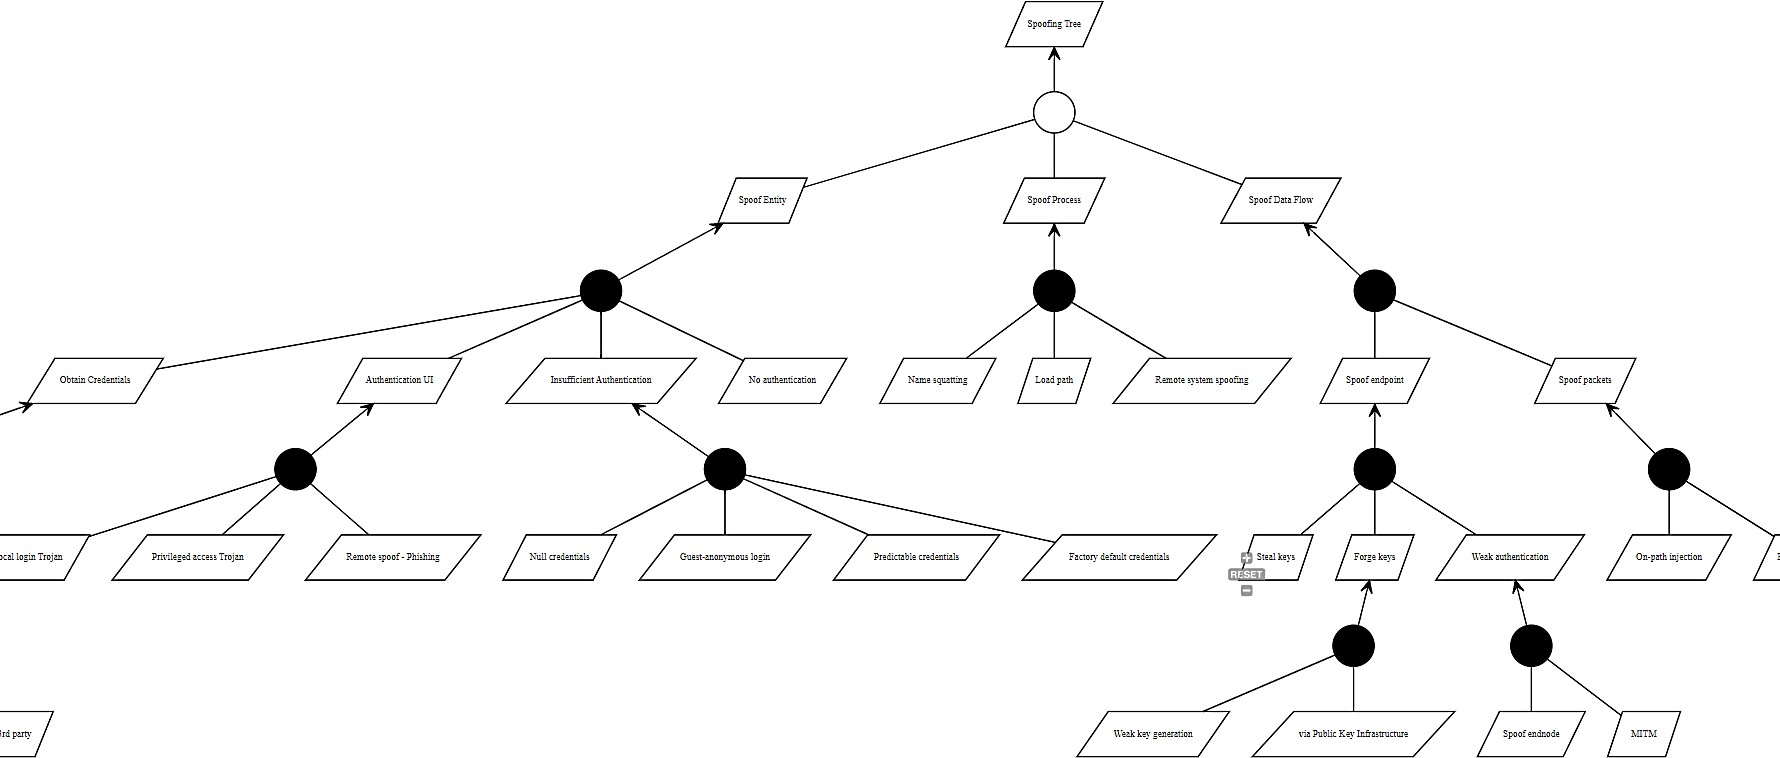 Spoofing Tree
Spoof Entity
Spoof Process
Spoof Data Flow
Obtain Credentials
Authentication UI
Insufficient Authentication
No authentication
Name squatting
Load path
Remote system spoofing
Spoof endpoint
Spoof packets
login Trojan
Privileged access Trojan
Remote spoof - Phishing
Null credentials
Guest-anonymous login
Predictable credentials
Factory default credentials
Steal keys
Forge keys
Weak authentication
On-path injection
+
RESET
−
party
Weak key generation
via Public Key Infrastructure
Spoof endnode
MITM